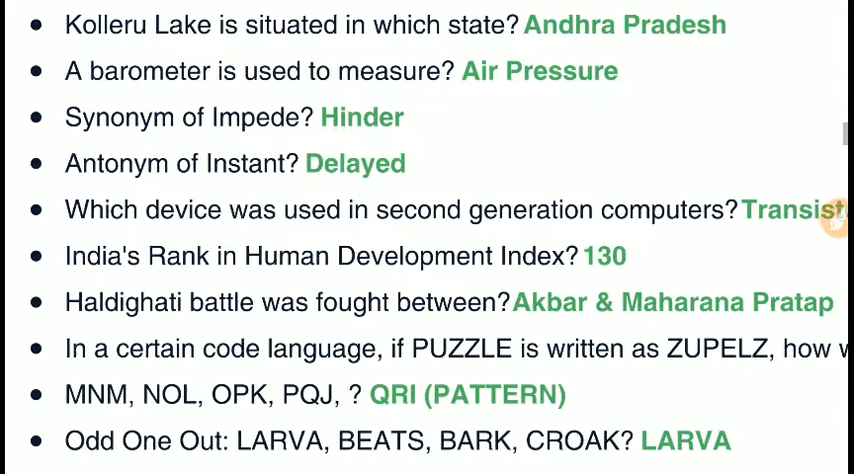 • Kolleru Lake is situated in which state? Andhra Pradesh
• A barometer is used to measure? Air Pressure
• Synonym of Impede? Hinder
• Antonym of Instant? Delayed
• Which device was used in second generation computers? Transist
• India's Rank in Human Development Index? 130
• Haldighati battle was fought between? Akbar & Maharana Pratap
• In a certain code language, if PUZZLE is written as ZUPELZ, how
• MNM, NOL, OPK, PQJ, ? QRI (PATTERN)
• Odd One Out: LARVA, BEATS, BARK, CROAK? LARVA